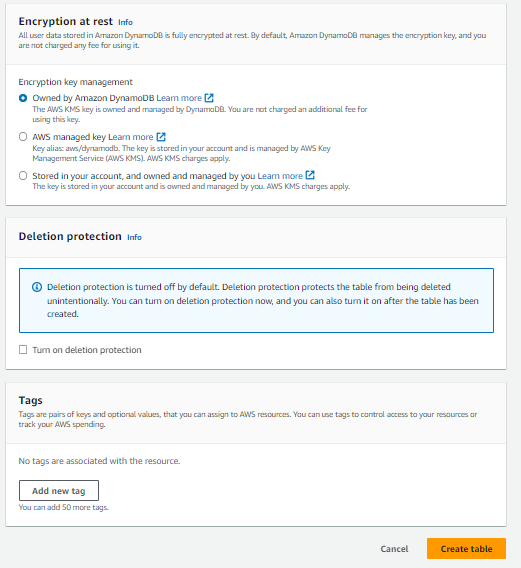 Encryption at rest Info
All user data stored in Amazon DynamoDB is fully encrypted at rest. By default, Amazon DynamoDB manages the encryption key, and you
are not charged any fee for using it.
Encryption key management
Owned by Amazon DynamoDB Learn more
The AWS KMS key is owned and managed by DynamoDB. You are not charged an additional fee for
using this key.
AWS managed key Learn more
Key alias: aws/dynamodb. The key is stored in your account and is managed by AWS Key
Management Service (AWS KMS). AWS KMS charges apply.
Stored in your account, and owned and managed by you Learn more
The key is stored in your account and is owned and managed by you. AWS KMS charges apply.
Deletion protection Info
Deletion protection is turned off by default. Deletion protection protects the table from being deleted
unintentionally. You can turn on deletion protection now, and you can also turn it on after the table has been
created.
Turn on deletion protection
Tags
Tags are pairs of keys and optional values, that you can assign to AWS resources. You can use tags to control access to your resources or
track your AWS spending.
No tags are associated with the resource.
Add new tag
You can add 50 more tags.
Cancel Create table